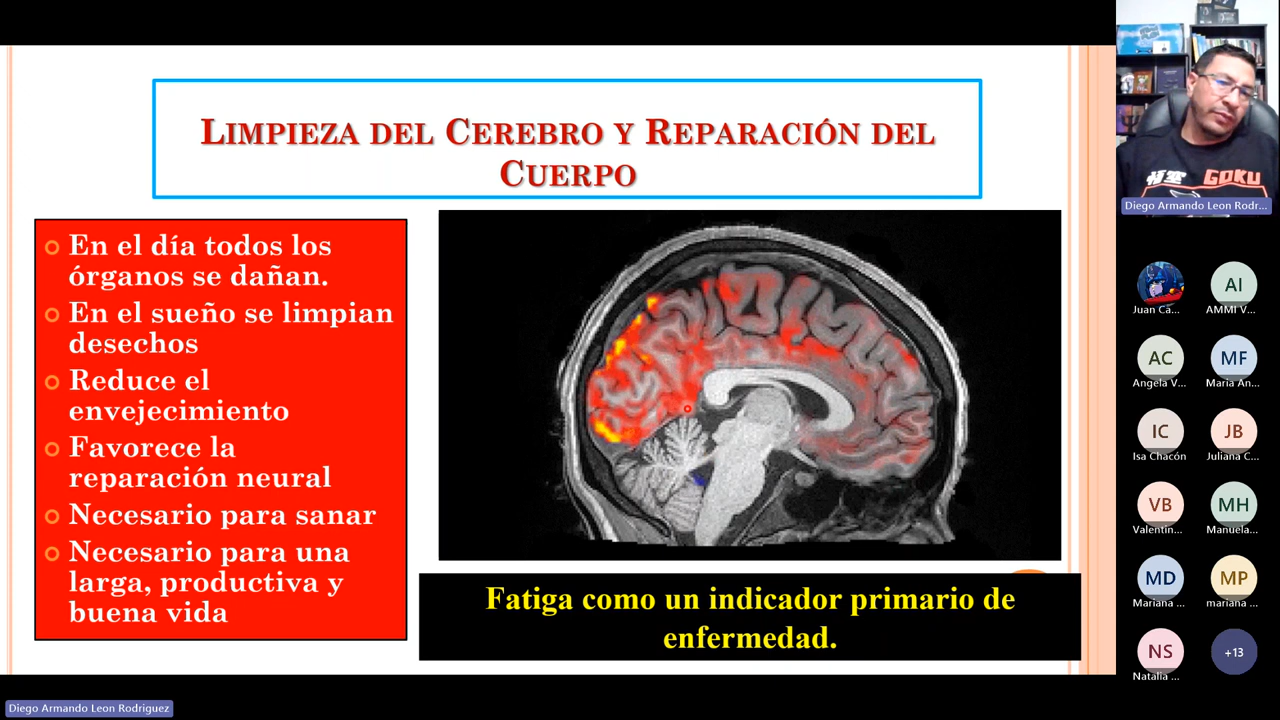 LIMPIEZA DEL CEREBRO Y REPARACIÓN DEL
CUERPO
En el día todos los
órganos se dañan.
En el sueño se limpian
desechos
Reduce el
envejecimiento
Favorece la
reparación neural
Necesario para sanar
Necesario para una
larga, productiva y
buena vida
Fatiga como un indicador primario de
enfermedad.
GOKU
Diego Armando Leon Rodr...
Juan Ca...
AI
AMMI V...
AC
Angela V...
MF
Maria An...
IC
Isa Chacón
JB
Juliana C...
VB
Valentin...
MH
Manuela...
MD
Mariana ...
MP
mariana ...
NS
Natalia ...
+13
Diego Armando Leon Rodriguez